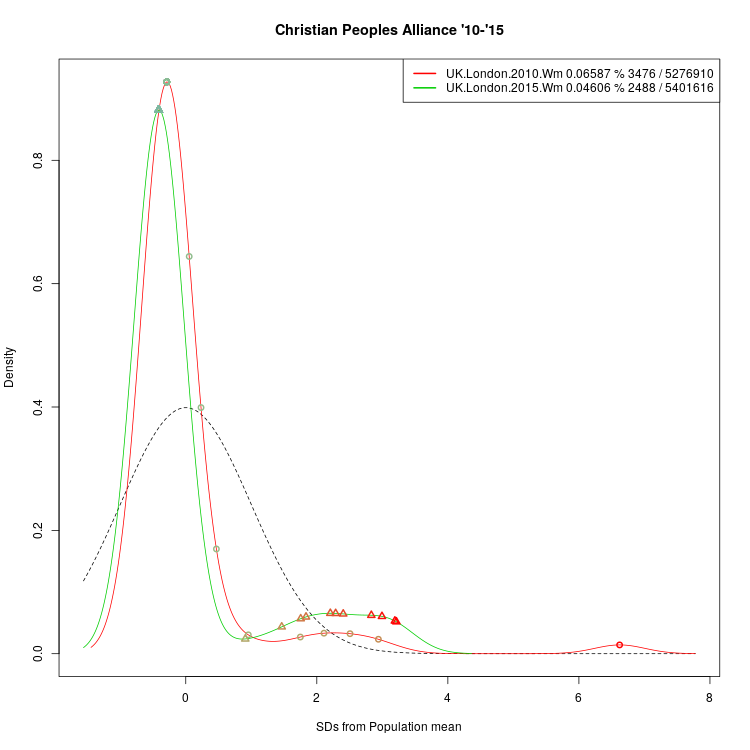 Christian Peoples Alliance '10-'15
UK.London.2010.Wm 0.06587 % 3476 / 5276910
UK.London.2015.Wm 0.04606 % 2488 / 5401616
Density
0.8
0.6
0.4
0.2
0.0
0 2 4 6 8
SDs from Population mean